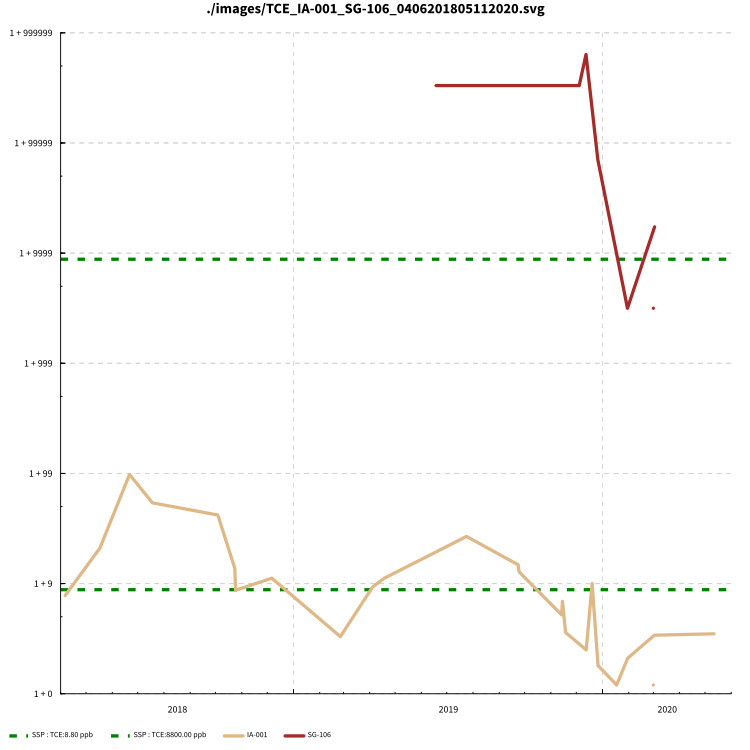 ./images/TCE_IA-001_SG-106_0406201805112020.svg
1+999999
1+99999
1+9999
1+999
1+99
1+9
1+0
2018 2019 2020
SSP : TCE:8.80 ppb SSP : TCE:8800.00 ppb IA-001 SG-106